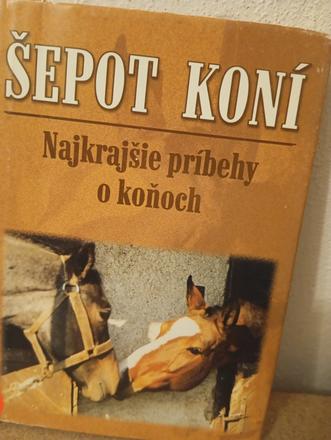 ŠEPOT KONÍ
Najkrajšie príbehy
o koňoch